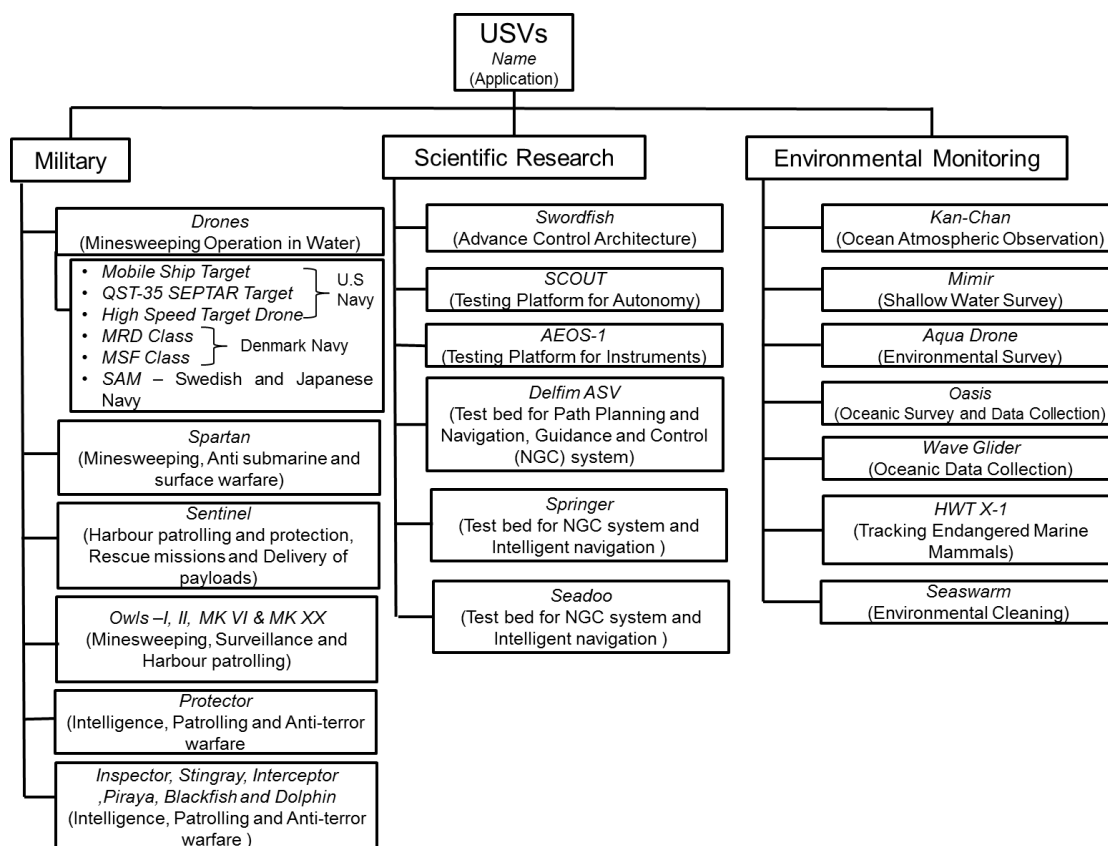 USVs
Name
(Application)
Military
Drones
(Minesweeping Operation in Water)
• Mobile Ship Target
• QST-35 SEPTAR Target
• High Speed Target Drone
U.S
Navy
• MRD Class
• MSF Class
Denmark Navy
• SAM – Swedish and Japanese
Navy
Spartan
(Minesweeping, Anti submarine and
surface warfare)
Sentinel
(Harbour patrolling and protection,
Rescue missions and Delivery of
payloads)
Owls –I, II, MK VI & MK XX
(Minesweeping, Surveillance and
Harbour patrolling)
Protector
(Intelligence, Patrolling and Anti-terror
warfare
Inspector, Stingray, Interceptor
,Piraya, Blackfish and Dolphin
(Intelligence, Patrolling and Anti-terror
warfare )
Scientific Research
Swordfish
(Advance Control Architecture)
SCOUT
(Testing Platform for Autonomy)
AEOS-1
(Testing Platform for Instruments)
Delfim ASV
(Test bed for Path Planning and
Navigation, Guidance and Control
(NGC) system)
Springer
(Test bed for NGC system and
Intelligent navigation )
Seadoo
(Test bed for NGC system and
Intelligent navigation )
Environmental Monitoring
Kan-Chan
(Ocean Atmospheric Observation)
Mimir
(Shallow Water Survey)
Aqua Drone
(Environmental Survey)
Oasis
(Oceanic Survey and Data Collection)
Wave Glider
(Oceanic Data Collection)
HWT X-1
(Tracking Endangered Marine
Mammals)
Seaswarm
(Environmental Cleaning)